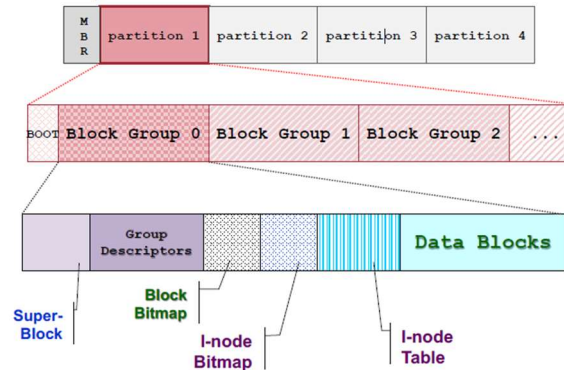 M
B
R
partition 1
partition 2
partition 3
partition 4
BOOT
Block Group 0
Block Group 1
Block Group 2
...
Group
Descriptors
Data Blocks
Super-
Block
Block
Bitmap
I-node
Bitmap
I-node
Table